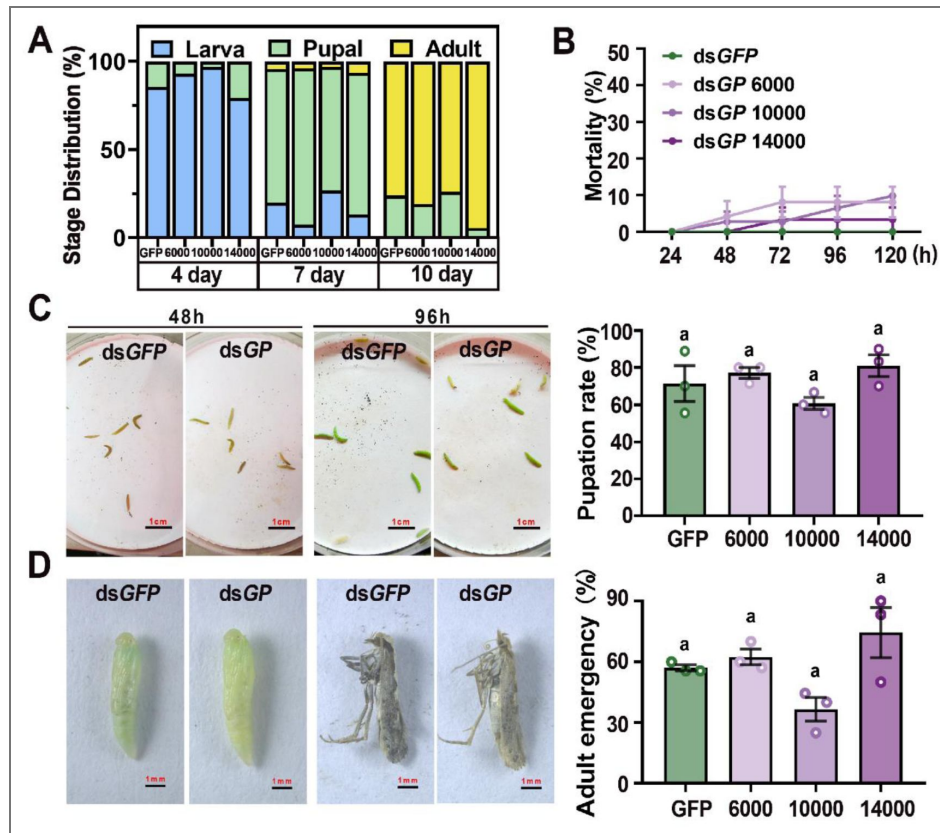 A
Larva Pupal Adult
Stage Distribution (%)
100
50
0
GFP 6000 10000 14000 GFP 6000 10000 14000 GFP 6000 10000 14000
4 day 7 day 10 day
B
Mortality (%)
50
40
30
20
10
0
dsGFP
dsGP 6000
dsGP 10000
dsGP 14000
24 48 72 96 120 (h)
C
48h 96h
dsGFP dsGP dsGFP dsGP
1cm 1cm 1cm 1cm
Pupation rate (%)
100
80
60
40
20
0
a a a a
GFP 6000 10000 14000
D
dsGFP dsGP dsGFP dsGP
1mm 1mm 1mm 1mm
Adult emergency (%)
90
60
30
0
a a a a
GFP 6000 10000 14000